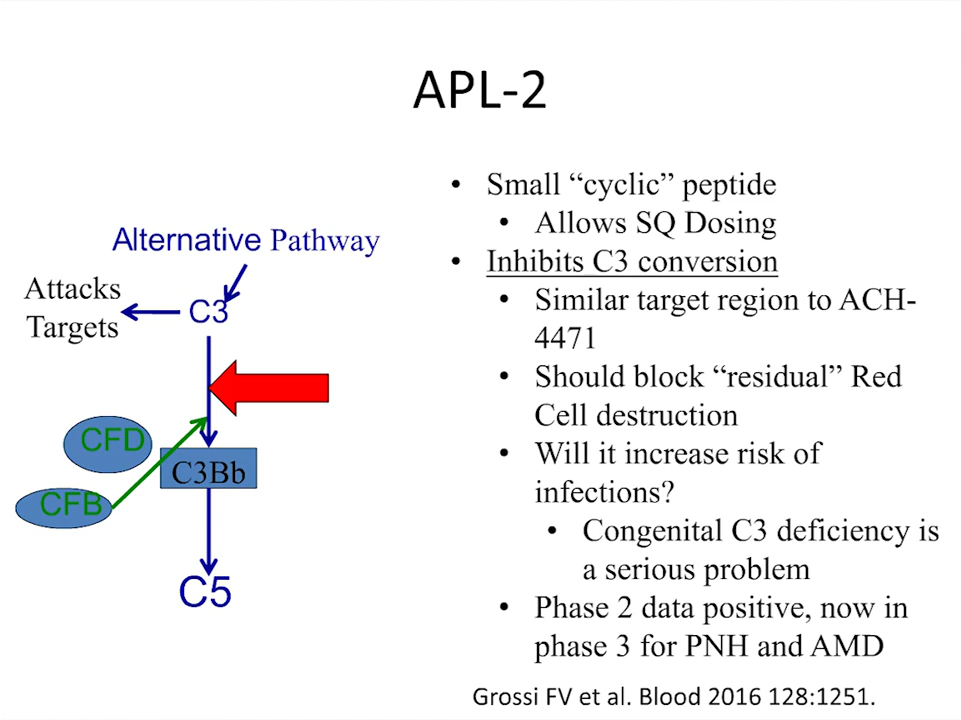 APL-2
Alternative Pathway
Attacks
Targets
C3
CFD
C3Bb
CFB
C5
• Small “cyclic” peptide
• Allows SQ Dosing
• Inhibits C3 conversion
• Similar target region to ACH-
4471
• Should block “residual” Red
Cell destruction
• Will it increase risk of
infections?
• Congenital C3 deficiency is
a serious problem
• Phase 2 data positive, now in
phase 3 for PNH and AMD
Grossi FV et al. Blood 2016 128:1251.